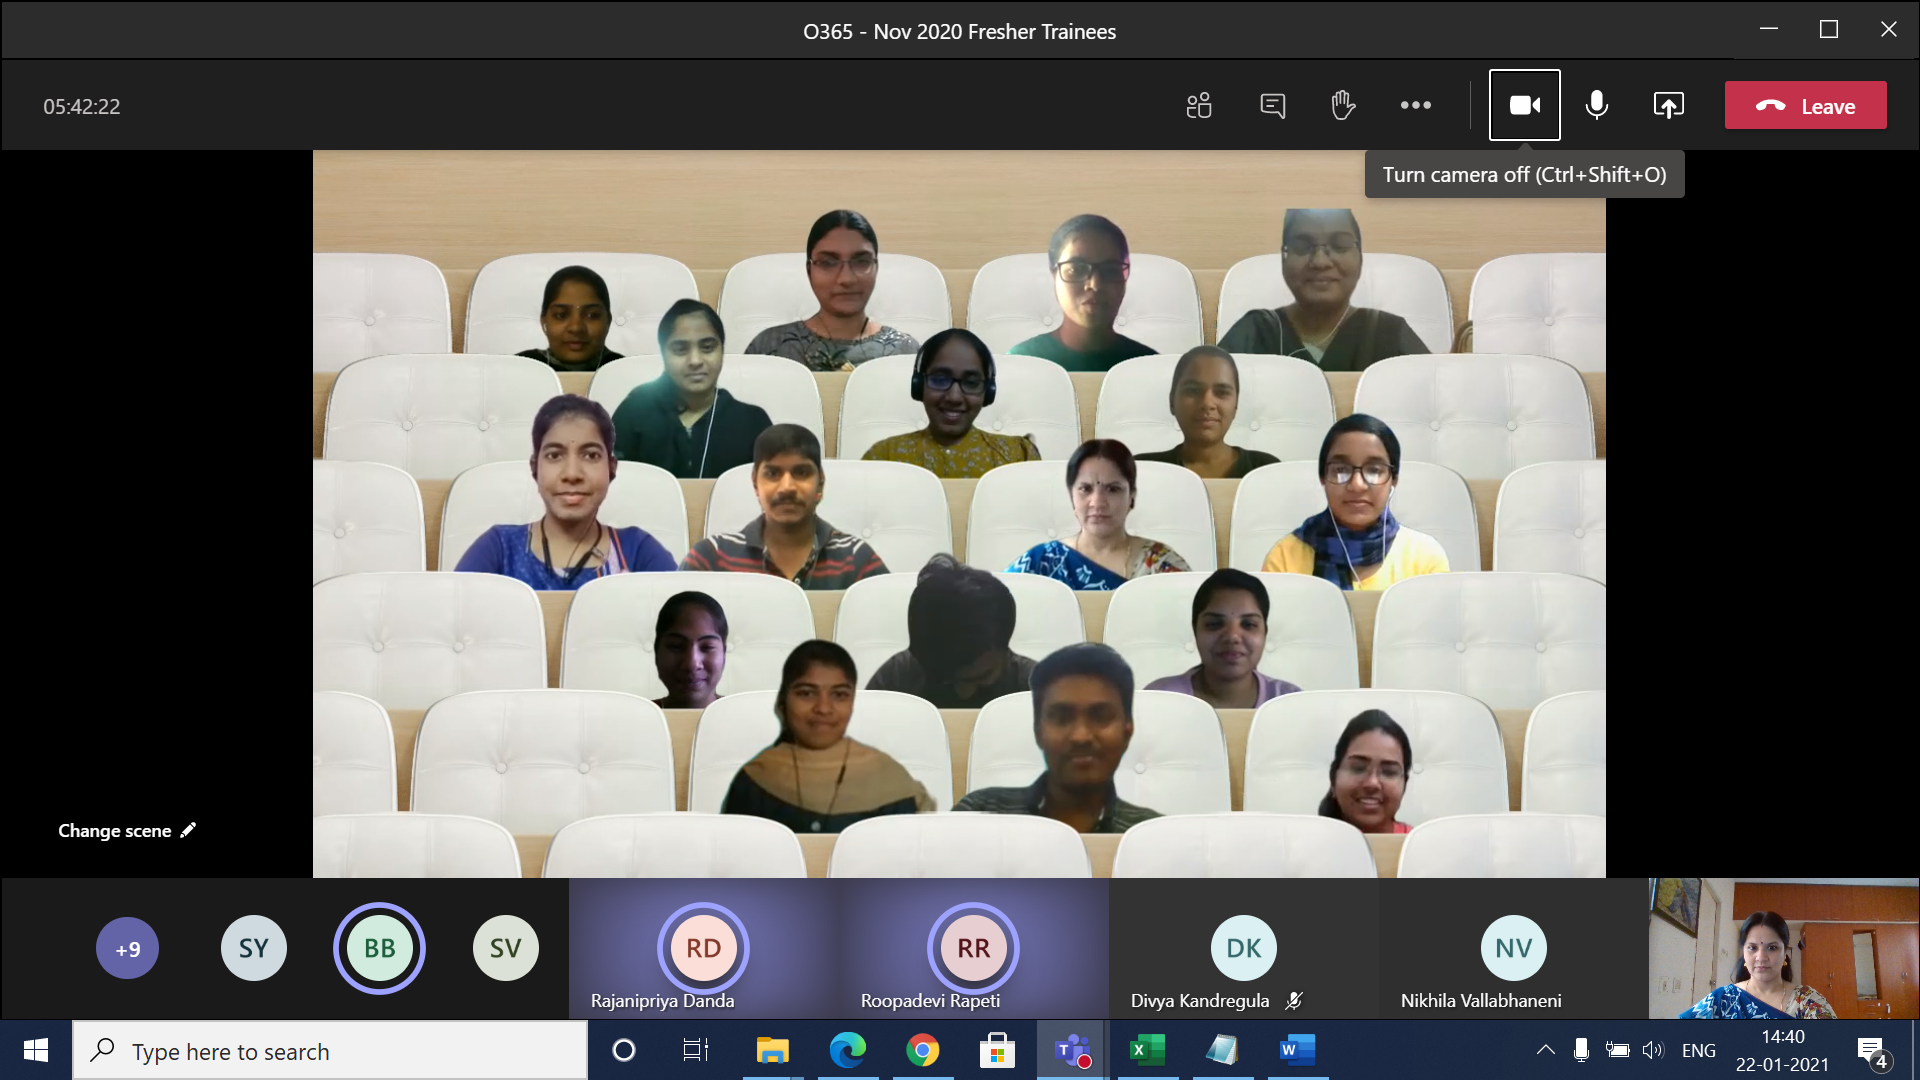 O365 - Nov 2020 Fresher Trainees
05:42:22
Leave
Turn camera off (Ctrl+Shift+O)
Change scene
+9
SY
BB
SV
RD
Rajanipriya Danda
RR
Roopadevi Rapeti
DK
Divya Kandregula
NV
Nikhila Vallabhaneni
Type here to search
T
X
W
ENG
14:40
22-01-2021
4